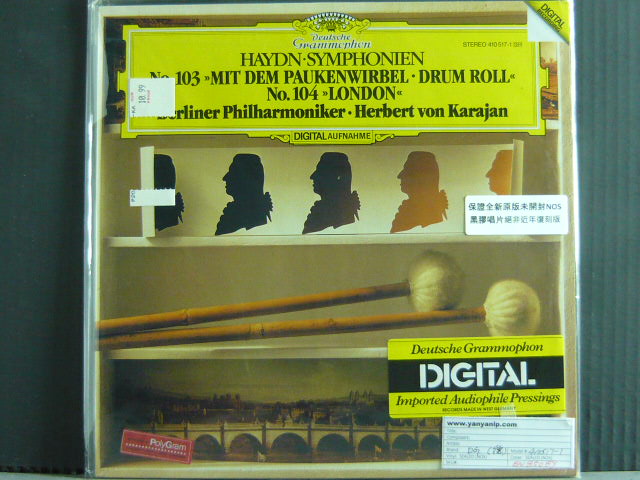 Deutsche
Grammophon
DIGITAL
STEREO 410 517-1 GH
HAYDN·SYMPHONIEN
No. 103 »MIT DEM PAUKENWIRBEL · DRUM ROLL«
No. 104 »LONDON«
Berliner Philharmoniker · Herbert von Karajan
DIGITAL AUFNAHME
10.99
保證全新原版未開封NOS
黑膠唱片絕非近年復刻版
Deutsche Grammophon
DIGITAL
Imported Audiophile Pressings
RECORDS MADE IN WEST GERMANY
PolyGram
www.yanyanlp.com
DG